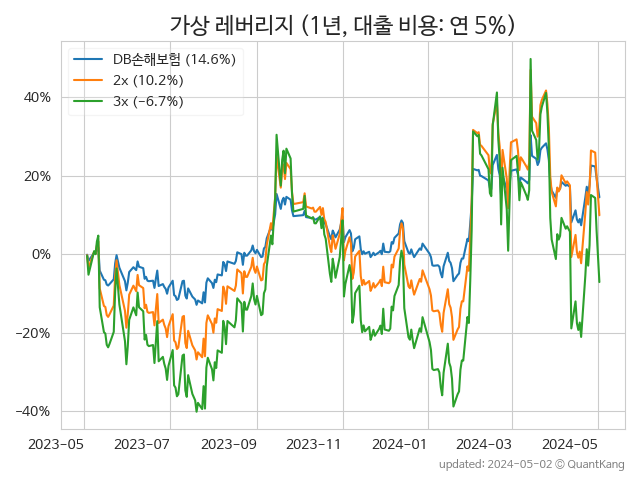 가상 레버리지 (1년, 대출 비용: 연 5%)
DB손해보험 (14.6%)
2x (10.2%)
3x (−6.7%)
40%
20%
0%
−20%
−40%
2023-05 2023-07 2023-09 2023-11 2024-01 2024-03 2024-05
updated: 2024-05-02 © QuantKang